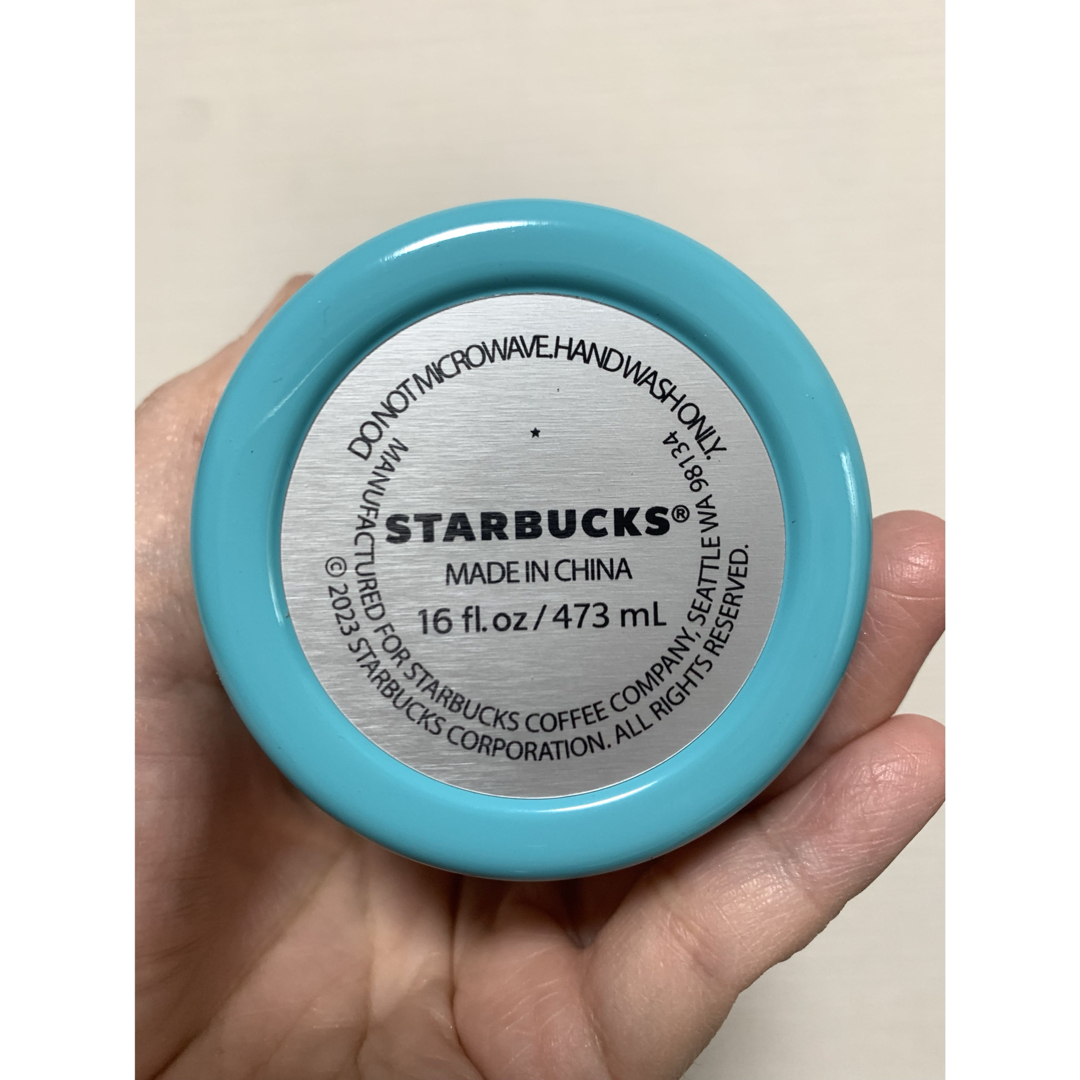 DO NOT MICROWAVE.HAND WASH ONLY.
STARBUCKS®
MADE IN CHINA
16 fl.oz/473 mL
MANUFACTURED FOR STARBUCKS COFFEE COMPANY, SEATTLE WA 98134
© 2023 STARBUCKS CORPORATION. ALL RIGHTS RESERVED.